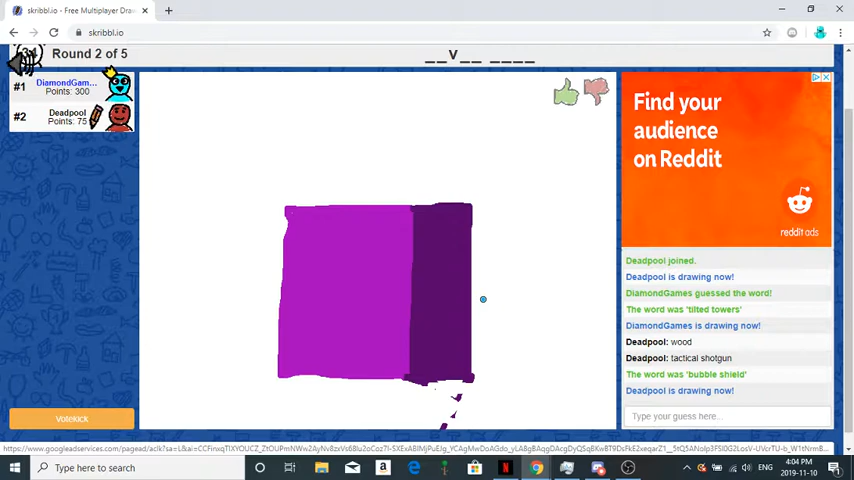 skribbl.io - Free Multiplayer Dra
skribbl.io
Round 2 of 5
__V__ ____
#1
DiamondGam...
Points: 300
#2
Deadpool
Points: 75
Find your
audience
on Reddit
reddit ads
Deadpool joined.
Deadpool is drawing now!
DiamondGames guessed the word!
The word was 'tilted towers'
DiamondGames is drawing now!
Deadpool: wood
Deadpool: tactical shotgun
The word was 'bubble shield'
Deadpool is drawing now!
Type your guess here...
Votekick
Type here to search
ENG
4:04 PM
2019-11-10